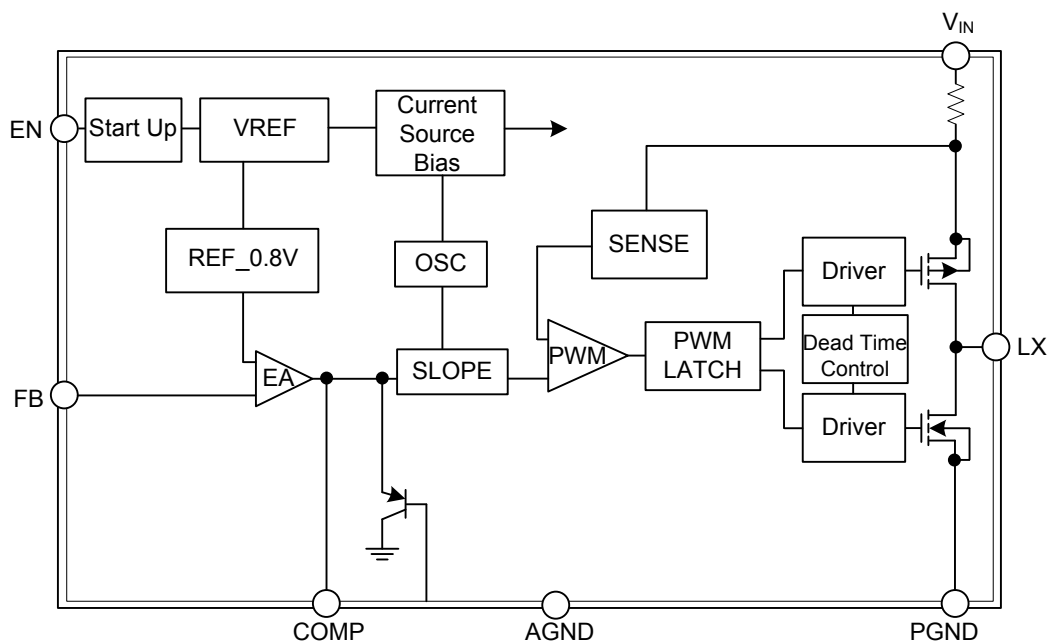 V_IN
EN
Start Up
VREF
Current
Source
Bias
REF_0.8V
OSC
SENSE
Driver
FB
EA
SLOPE
PWM
PWM
LATCH
Dead Time
Control
LX
Driver
COMP
AGND
PGND